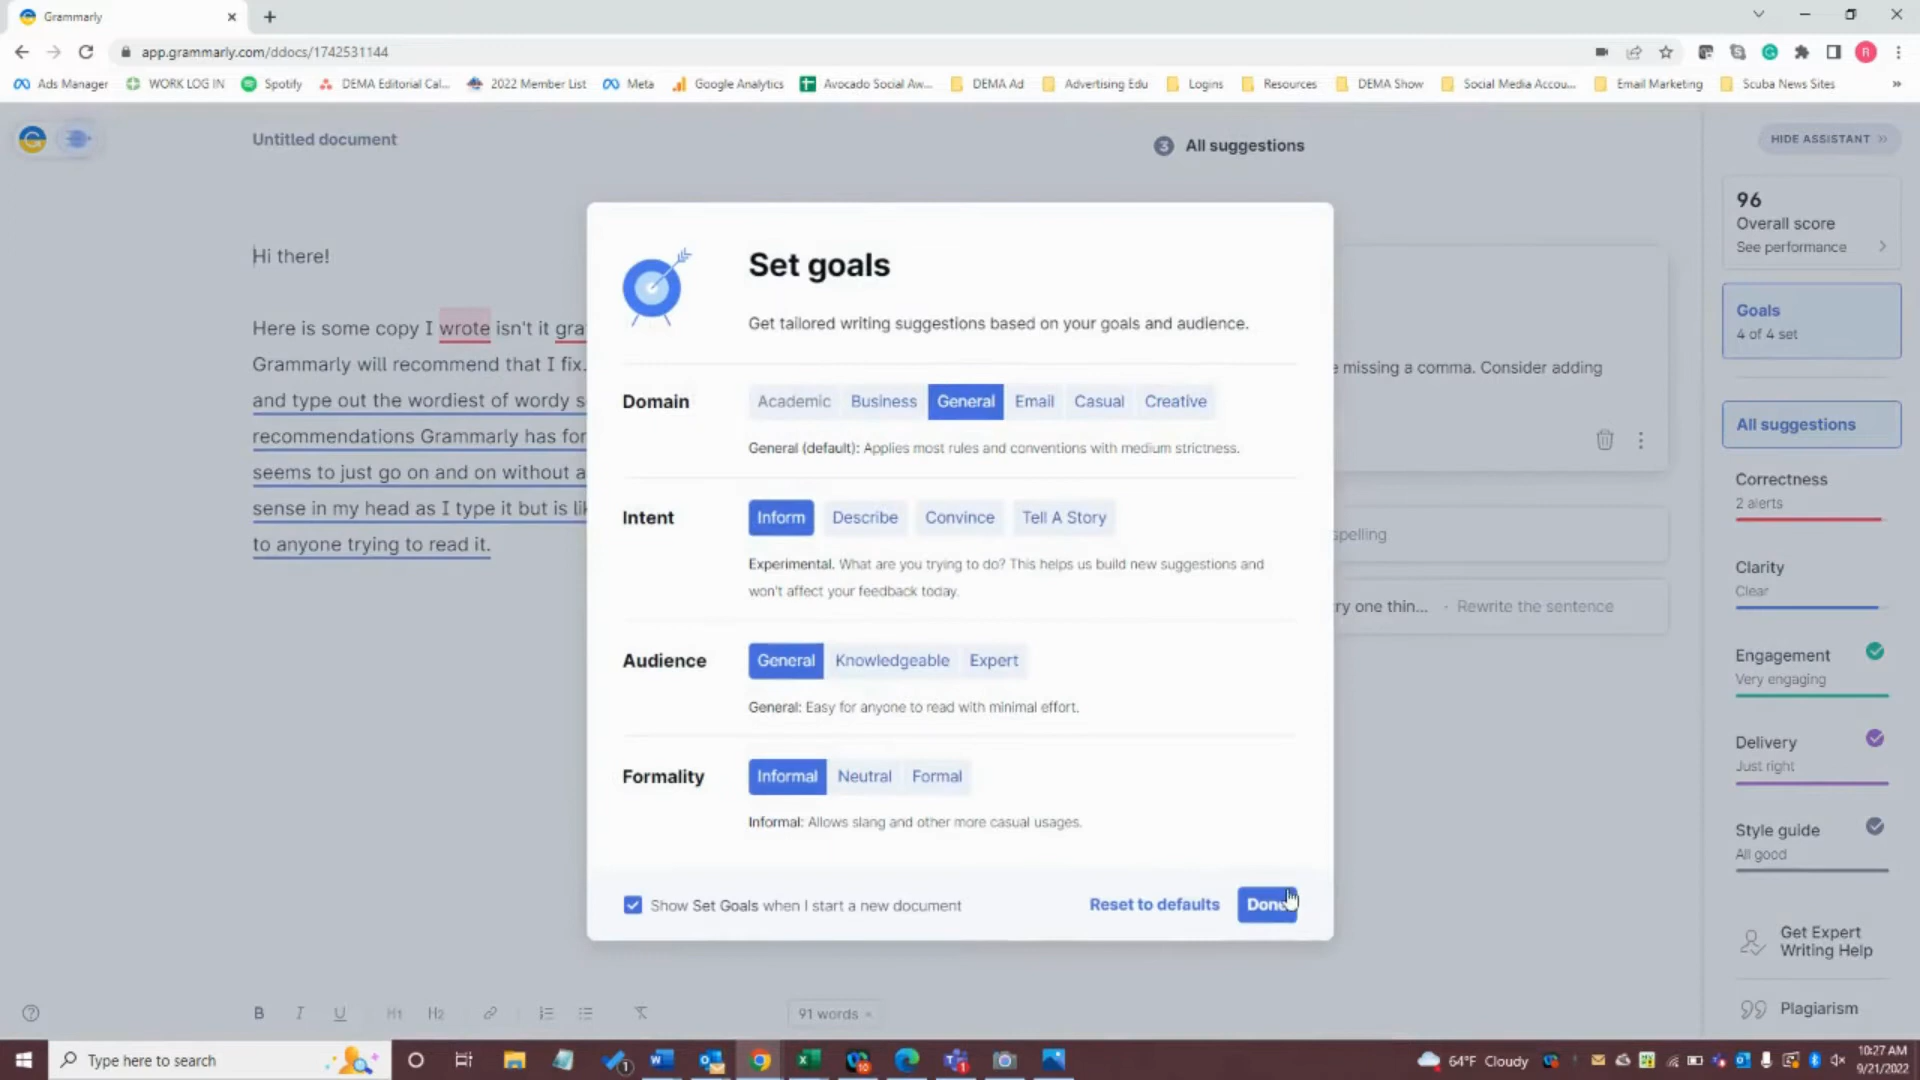 Grammarly
app.grammarly.com/ddocs/1742531144
R
Ads Manager
WORK LOG IN
Spotify
DEMA Editorial Cal...
2022 Member List
Meta
Google Analytics
Avocado Social Aw...
DEMA Ad
Advertising Edu
Logins
Resources
DEMA Show
Social Media Accou...
Email Marketing
Scuba News Sites
Untitled document
3 All suggestions
HIDE ASSISTANT
Hi there!
Here is some copy I wrote isn't it gra
Grammarly will recommend that I fix.
and type out the wordiest of wordy s
recommendations Grammarly has for
seems to just go on and on without a
sense in my head as I type it but is li
to anyone trying to read it.
Set goals
Get tailored writing suggestions based on your goals and audience.
Domain
Academic Business General Email Casual Creative
General (default): Applies most rules and conventions with medium strictness.
Intent
Inform Describe Convince Tell A Story
Experimental. What are you trying to do? This helps us build new suggestions and
won't affect your feedback today.
Audience
General Knowledgeable Expert
General: Easy for anyone to read with minimal effort.
Formality
Informal Neutral Formal
Informal: Allows slang and other more casual usages.
Show Set Goals when I start a new document
Reset to defaults
Done
missing a comma. Consider adding
spelling
ry one thin... · Rewrite the sentence
96
Overall score
See performance
Goals
4 of 4 set
All suggestions
Correctness
2 alerts
Clarity
Clear
Engagement
Very engaging
Delivery
Just right
Style guide
All good
Get Expert
Writing Help
Plagiarism
B I U H1 H2
91 words
Type here to search
64°F Cloudy
10:27 AM
9/21/2022